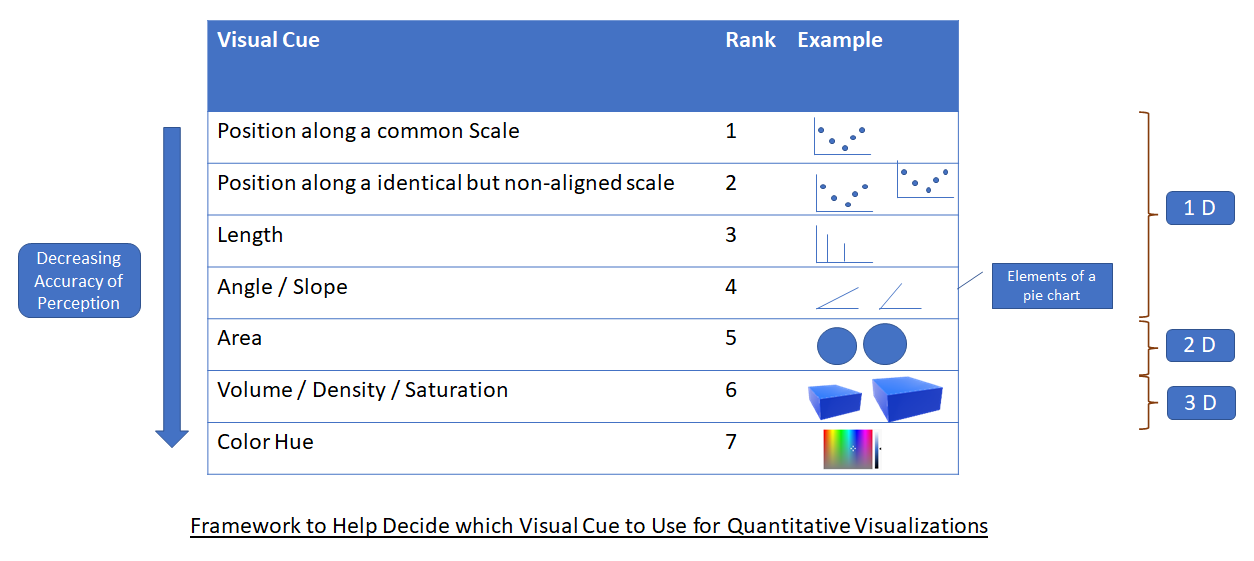 Visual Cue Rank Example
Position along a common Scale 1
Position along a identical but non-aligned scale 2
1 D
Length 3
Decreasing
Accuracy of
Perception
Angle / Slope 4
Elements of a
pie chart
Area 5
2 D
Volume / Density / Saturation 6
3 D
Color Hue 7
Framework to Help Decide which Visual Cue to Use for Quantitative Visualizations